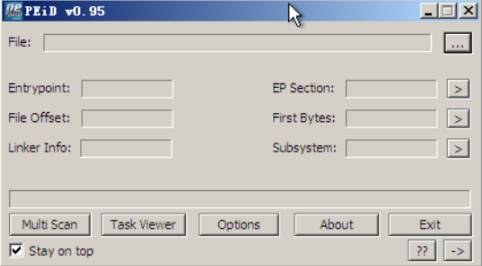 PEiD v0.95
File: ...
Entrypoint: EP Section: >
File Offset: First Bytes: >
Linker Info: Subsystem: >
Multi Scan Task Viewer Options About Exit
Stay on top ?? ->